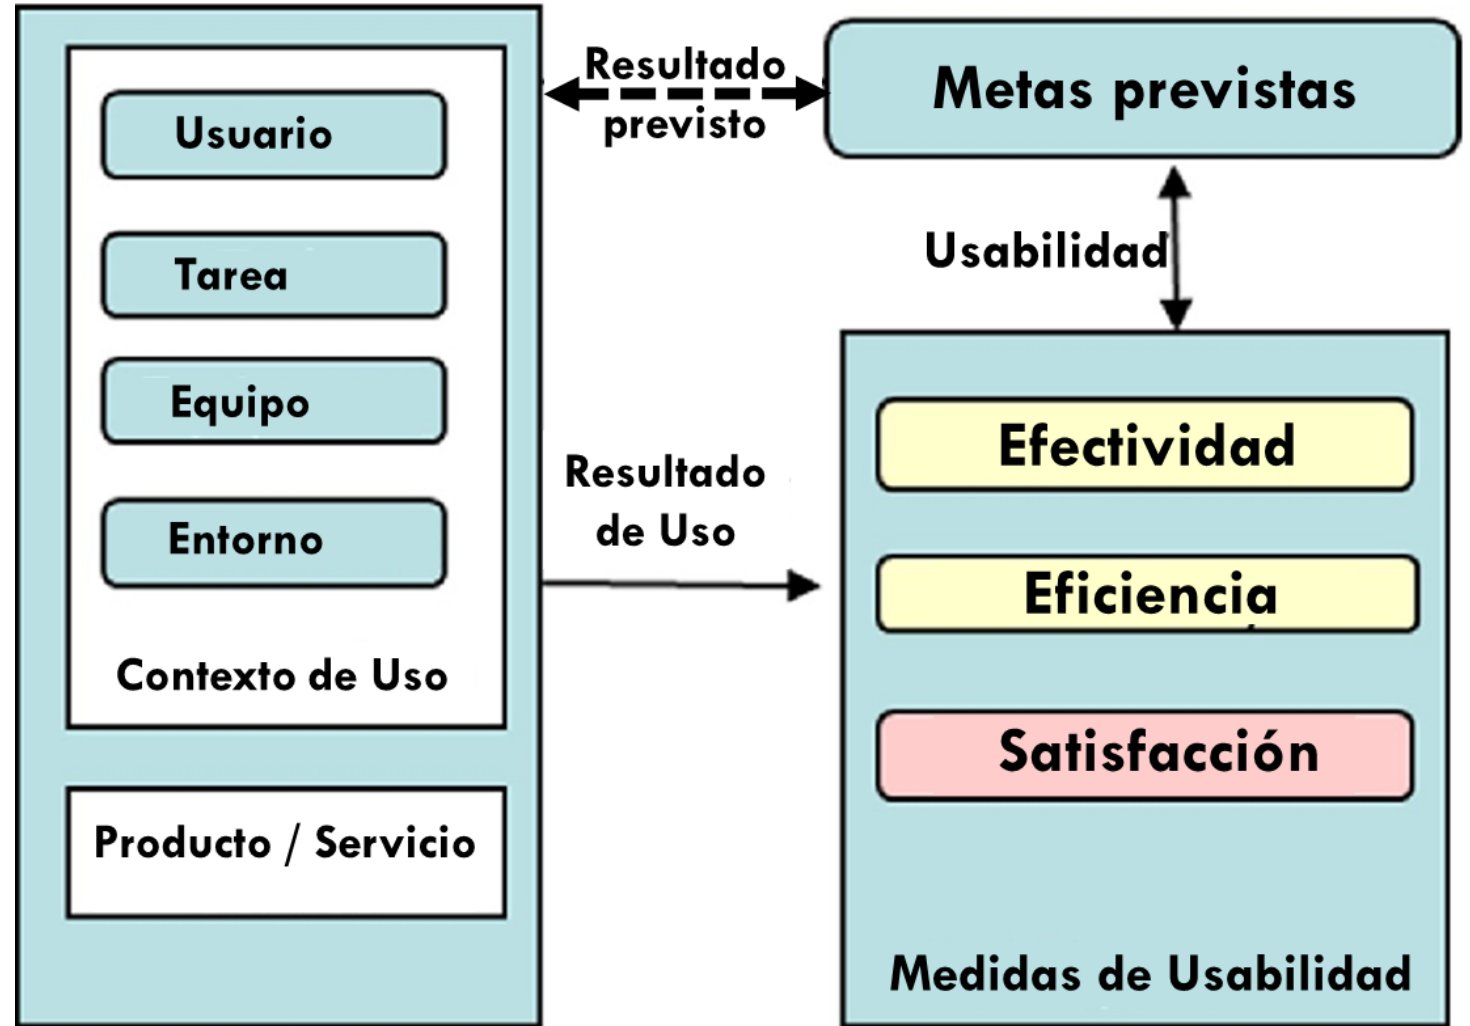 Usuario
Tarea
Equipo
Entorno
Contexto de Uso
Producto / Servicio
Resultado
previsto
Resultado
de Uso
Metas previstas
Usabilidad
Efectividad
Eficiencia
Satisfacción
Medidas de Usabilidad